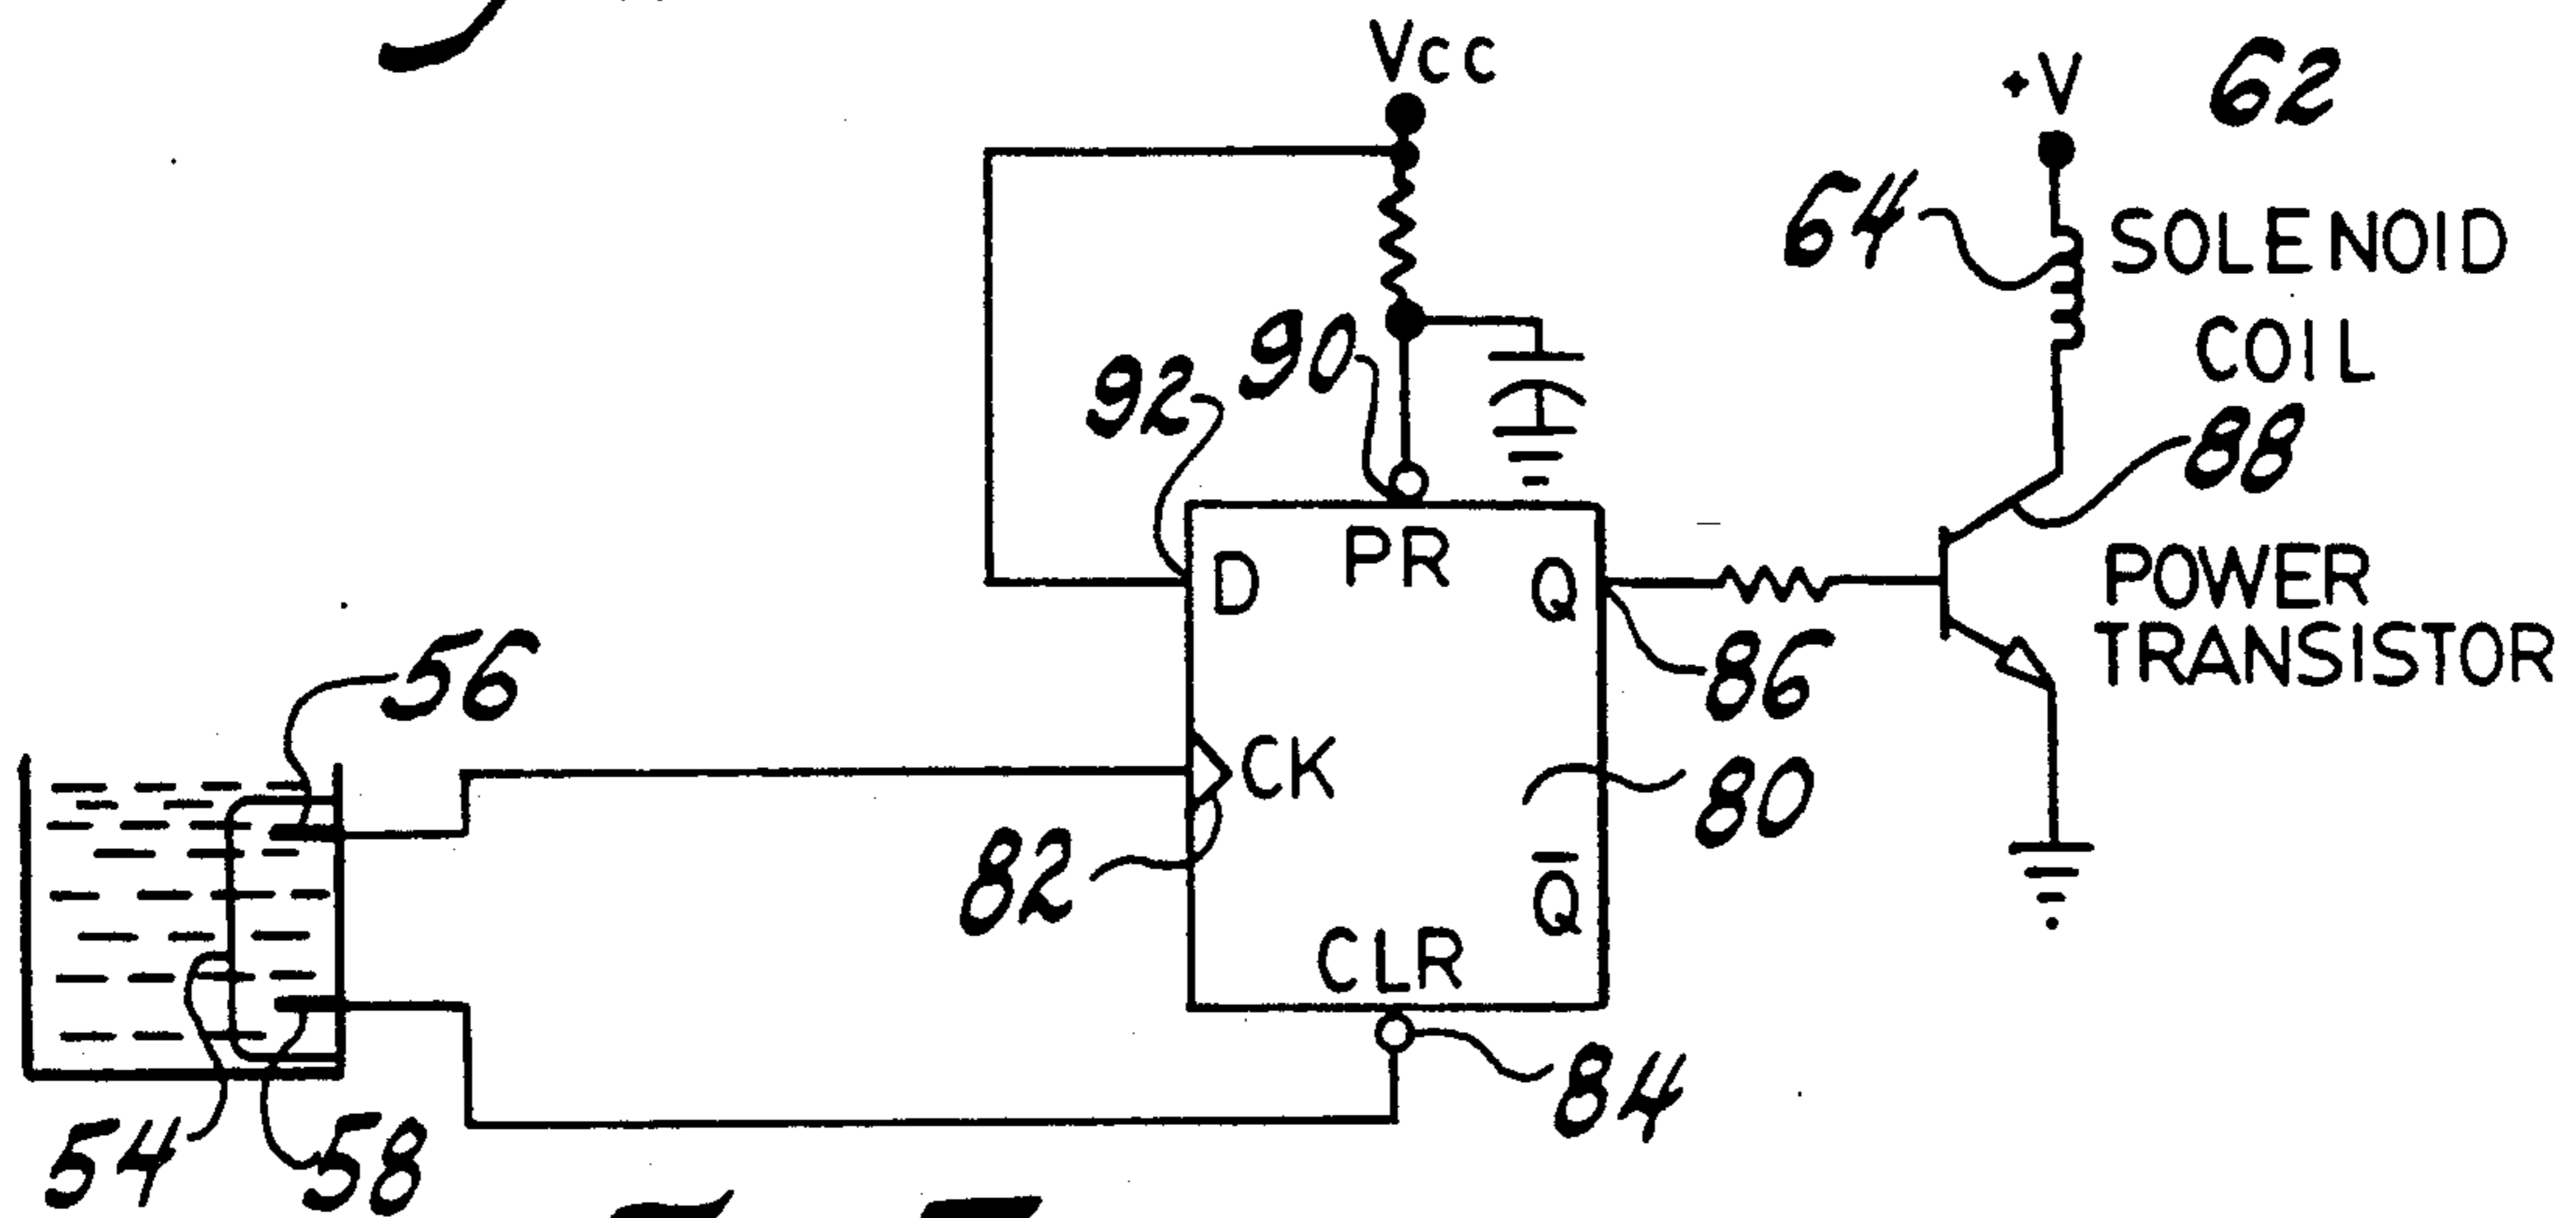 Vcc
+V
62
64
SOLENOID
COIL
92
90
88
D
PR
Q
POWER
TRANSISTOR
86
56
CK
80
82
Q̅
CLR
84
54
58